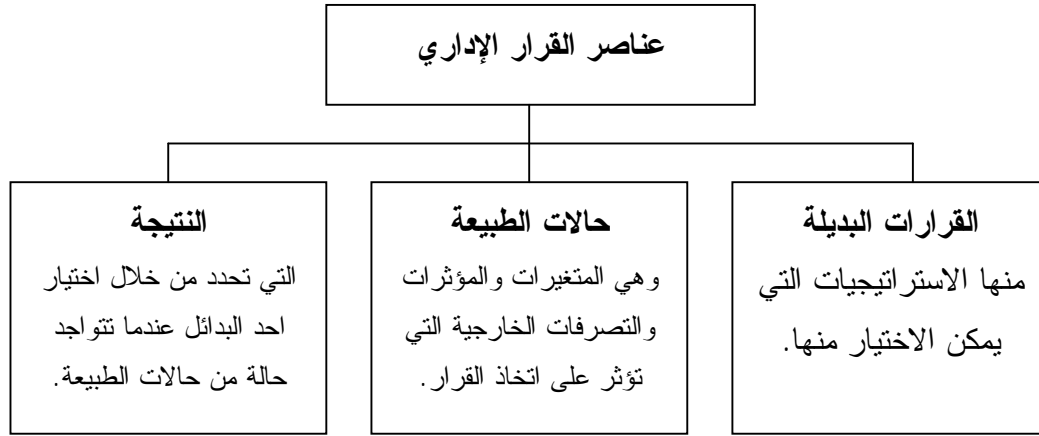 عناصر القرار الإداري
القرارات البديلة
منها الاستراتيجيات التي
يمكن الاختيار منها.
حالات الطبيعة
وهي المتغيرات والمؤثرات
والتصرفات الخارجية التي
تؤثر على اتخاذ القرار.
النتيجة
التي تحدد من خلال اختيار
احد البدائل عندما تتواجد
حالة من حالات الطبيعة.